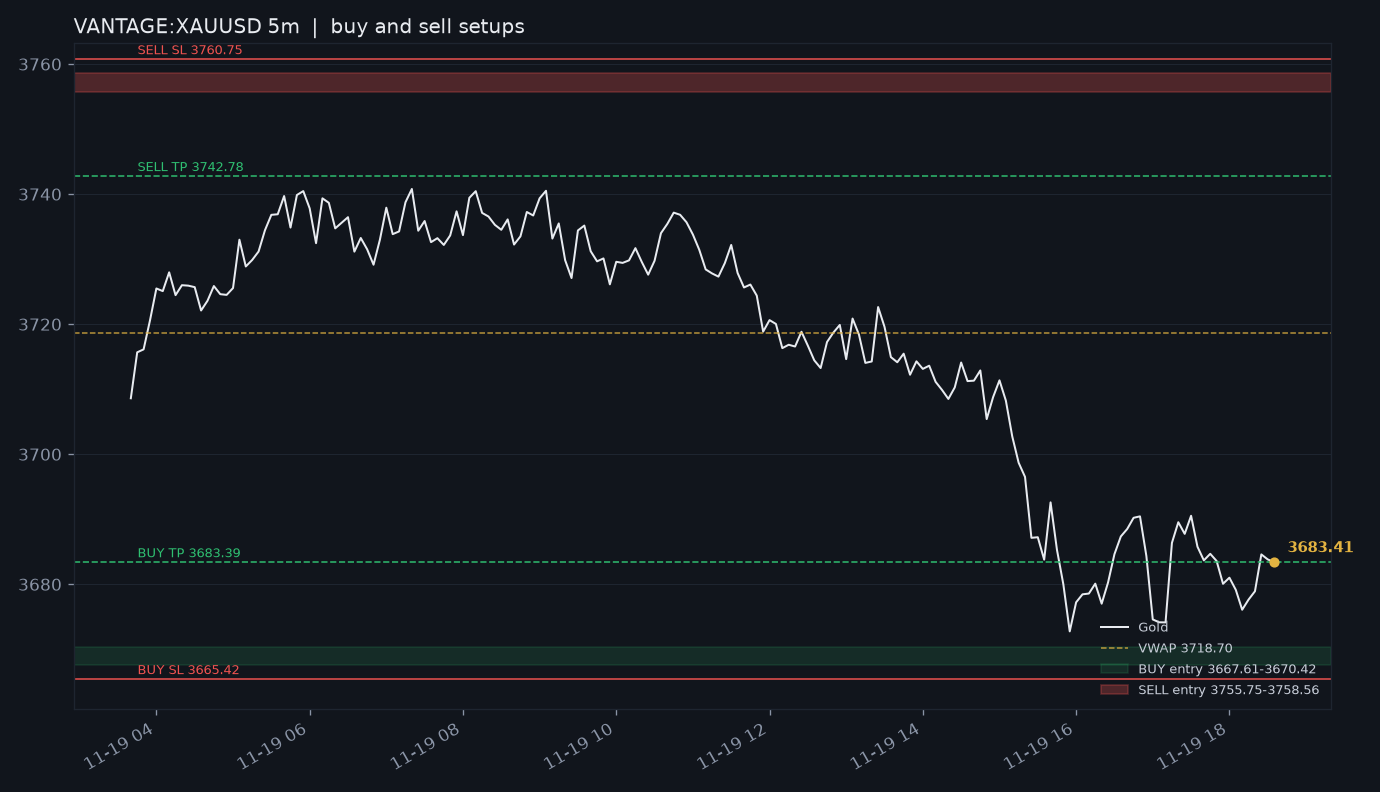 VANTAGE:XAUUSD 5m | buy and sell setups
SELL SL 3760.75
3760
SELL TP 3742.78
3740
3720
3700
BUY TP 3683.39
3683.41
3680
Gold
VWAP 3718.70
BUY SL 3665.42
BUY entry 3667.61-3670.42
SELL entry 3755.75-3758.56
11-19 04
11-19 06
11-19 08
11-19 10
11-19 12
11-19 14
11-19 16
11-19 18